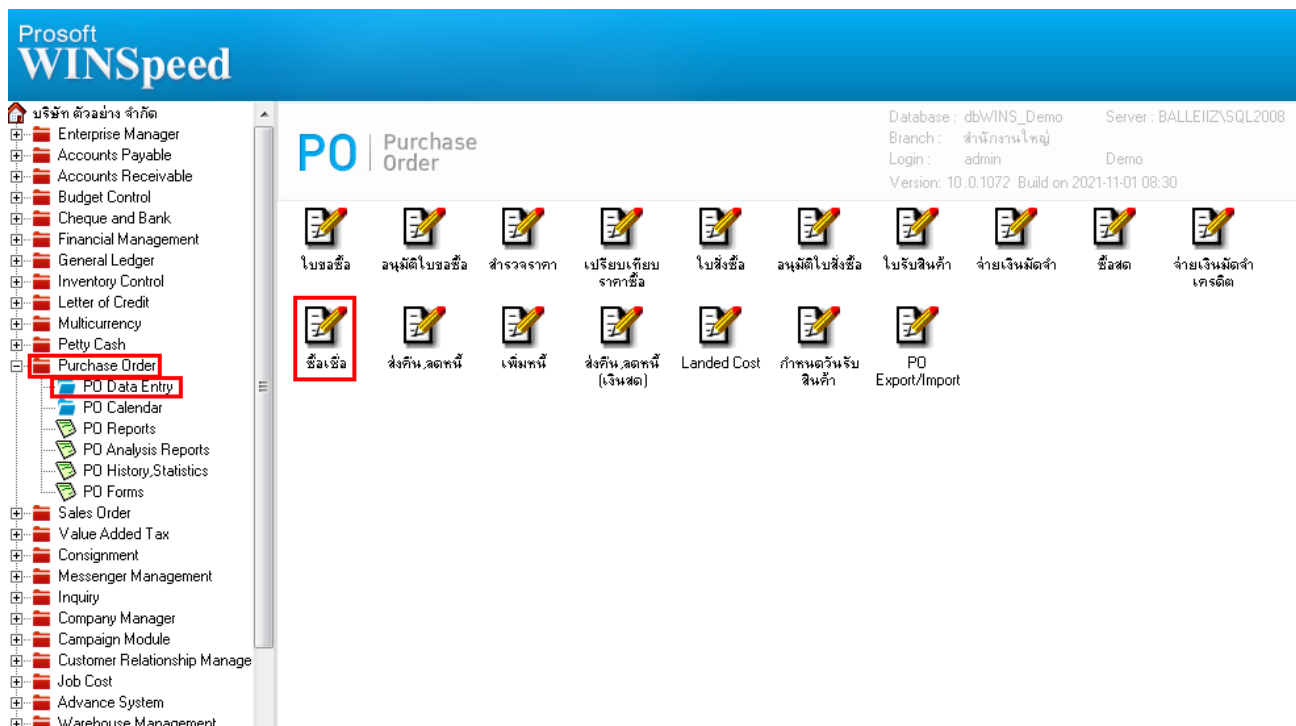 Prosoft
WINSpeed
บริษัท ตัวอย่าง จำกัด
Enterprise Manager
Accounts Payable
Accounts Receivable
Budget Control
Cheque and Bank
Financial Management
General Ledger
Inventory Control
Letter of Credit
Multicurrency
Petty Cash
Purchase Order
PO Data Entry
PO Calendar
PO Reports
PO Analysis Reports
PO History,Statistics
PO Forms
Sales Order
Value Added Tax
Consignment
Messenger Management
Inquiry
Company Manager
Campaign Module
Customer Relationship Manage
Job Cost
Advance System
Warehouse Management
PO
Purchase
Order
Database : dbWINS_Demo Server : BALLEIIZ\SQL2008
Branch : สำนักงานใหญ่
Login : admin Demo
Version: 10.0.1072 Build on 2021-11-01 08:30
ใบขอซื้อ
อนุมัติใบขอซื้อ
สำรวจราคา
เปรียบเทียบ
ราคาซื้อ
ใบสั่งซื้อ
อนุมัติใบสั่งซื้อ
ใบรับสินค้า
จ่ายเงินมัดจำ
ซื้อสด
จ่ายเงินมัดจำ
เครดิต
ซื้อเชื่อ
ส่งคืน,ลดหนี้
เพิ่มหนี้
ส่งคืน,ลดหนี้
(เงินสด)
Landed Cost
กำหนดวันรับ
สินค้า
PO
Export/Import